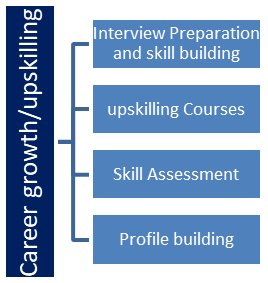 Career growth/upskilling
Interview Preparation
and skill building
upskilling Courses
Skill Assessment
Profile building